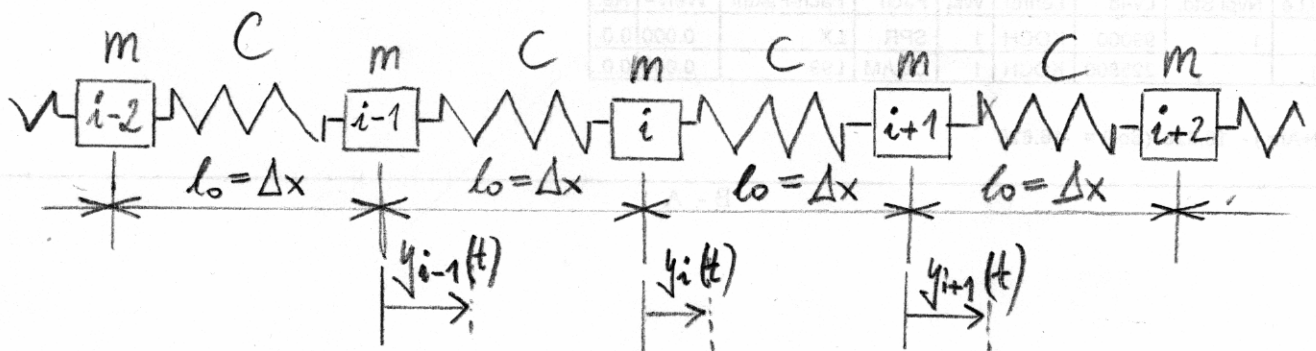 m C m C m C m C m
i-2 i-1 i i+1 i+2
l₀=Δx l₀=Δx l₀=Δx l₀=Δx
yᵢ₋₁(t) yᵢ(t) yᵢ₊₁(t)